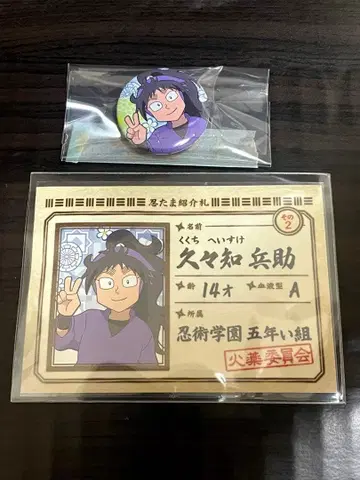 忍たま紹介札
その2
名前
くくち へいすけ
久々知 兵助
齢 14才 血液型 A
所属
忍術学園 五年い組
火薬委員会